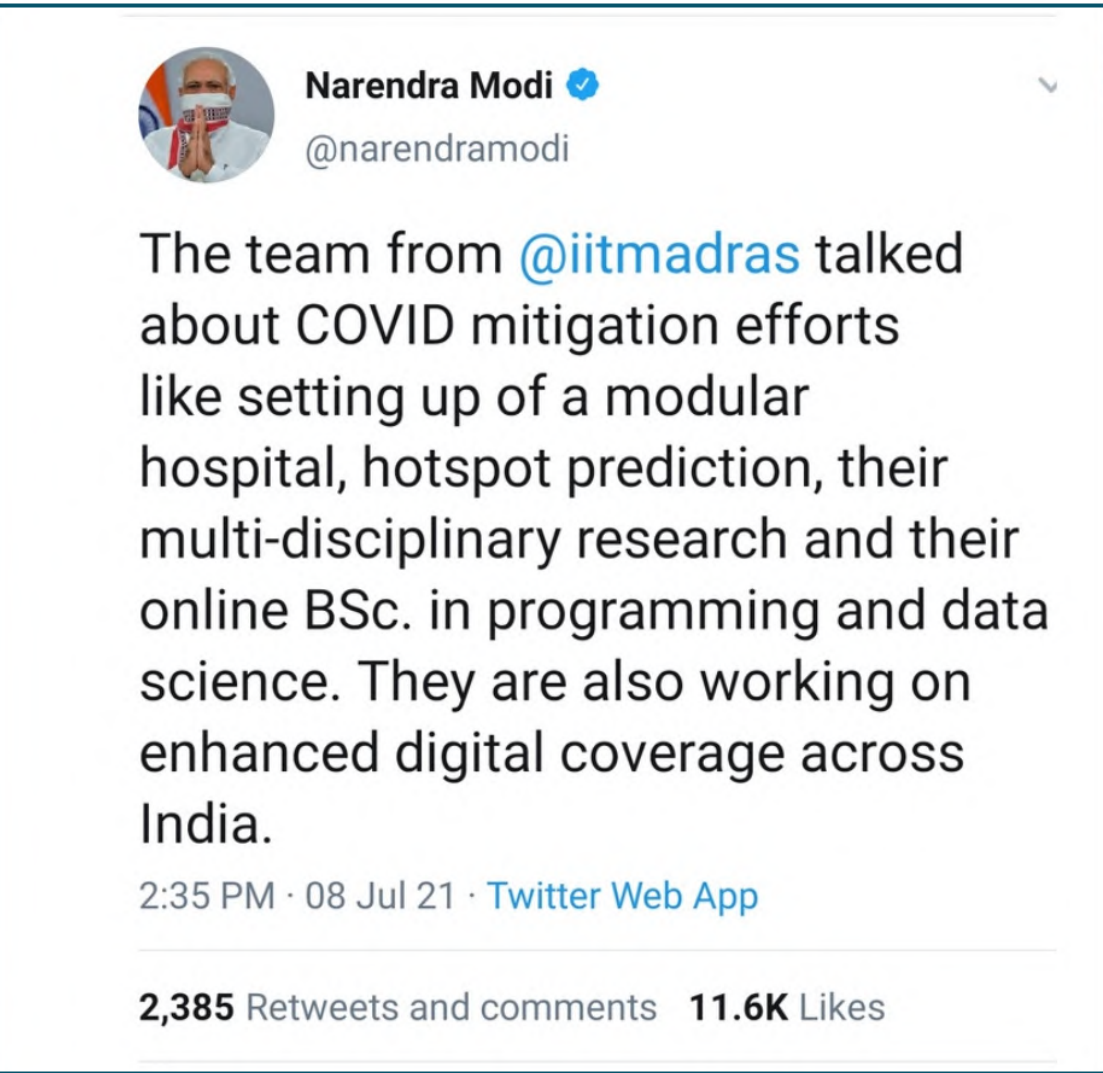 Narendra Modi
@narendramodi
The team from @iitmadras talked
about COVID mitigation efforts
like setting up of a modular
hospital, hotspot prediction, their
multi-disciplinary research and their
online BSc. in programming and data
science. They are also working on
enhanced digital coverage across
India.
2:35 PM · 08 Jul 21 · Twitter Web App
2,385 Retweets and comments 11.6K Likes